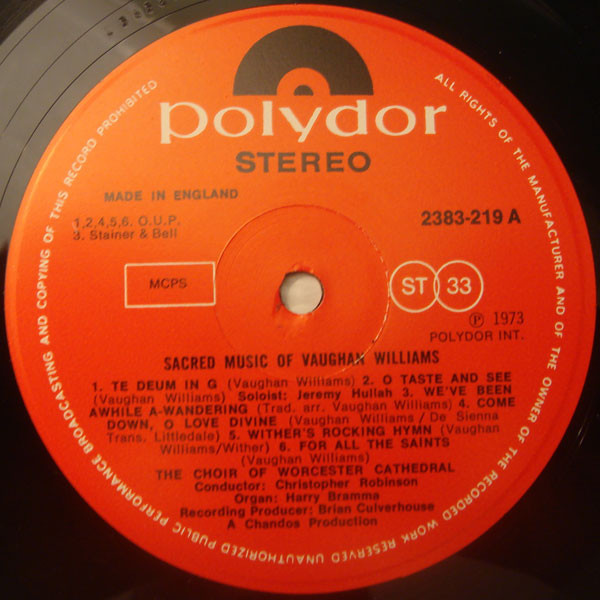 polydor
STEREO
MADE IN ENGLAND
1,2,4,5,6. O.U.P.
3. Stainer & Bell
2383-219 A
MCPS
ST 33
℗ 1973
POLYDOR INT.
SACRED MUSIC OF VAUGHAN WILLIAMS
1. TE DEUM IN G (Vaughan Williams) 2. O TASTE AND SEE
(Vaughan Williams) Soloist: Jeremy Hullah 3. WE'VE BEEN
AWHILE A-WANDERING (Trad. arr. Vaughan Williams) 4. COME
DOWN, O LOVE DIVINE (Vaughan Williams / De Sienna
Trans. Littledale) 5. WITHER'S ROCKING HYMN (Vaughan
Williams/Wither) 6. FOR ALL THE SAINTS
(Vaughan Williams)
THE CHOIR OF WORCESTER CATHEDRAL
Conductor: Christopher Robinson
Organ: Harry Bramma
Recording Producer: Brian Culverhouse
A Chandos Production
ALL RIGHTS OF THE MANUFACTURER AND OF THE OWNER OF THE RECORDED WORK RESERVED UNAUTHORIZED PUBLIC PERFORMANCE BROADCASTING AND COPYING OF THIS RECORD PROHIBITED